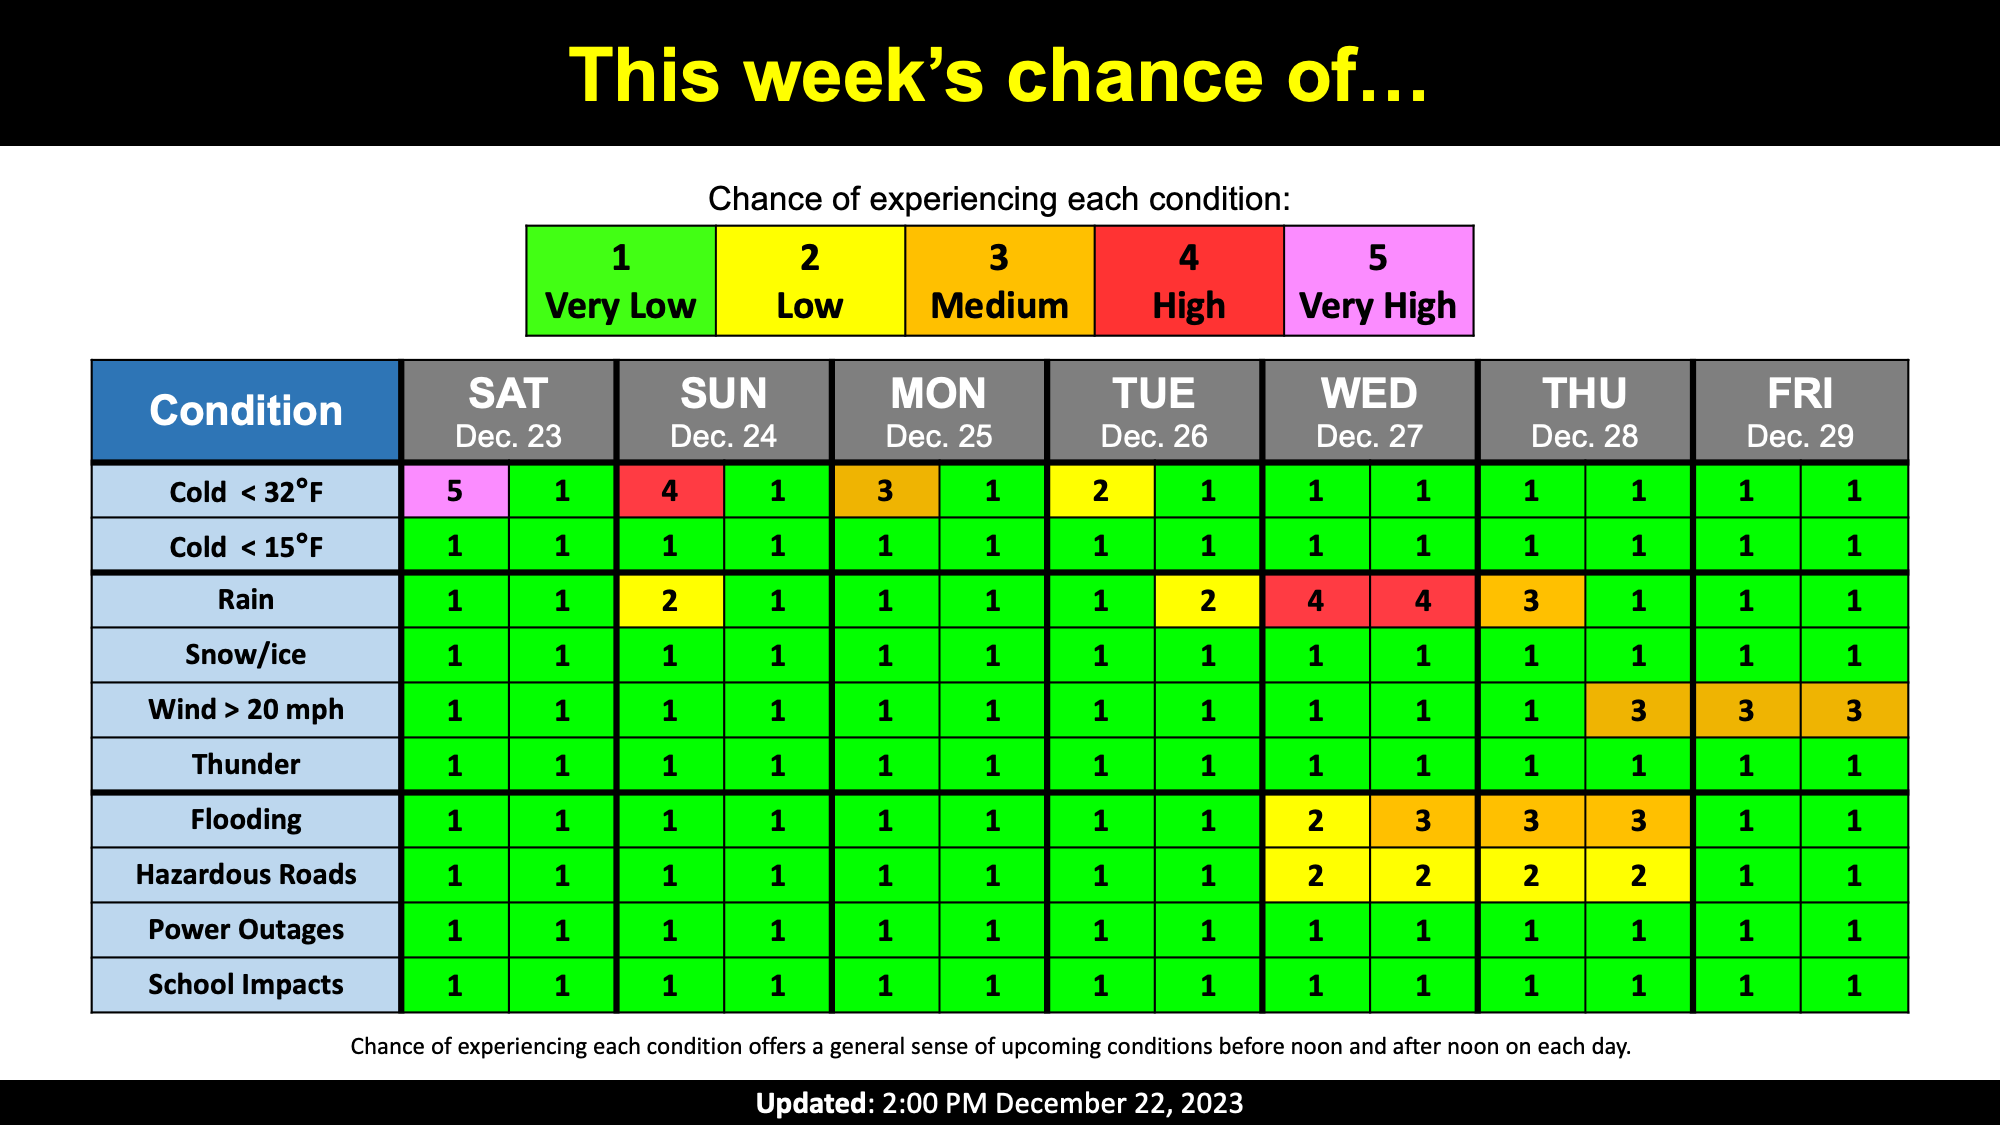 This week's chance of...
Chance of experiencing each condition:
1 2 3 4 5
Very Low Low Medium High Very High
Condition SAT SUN MON TUE WED THU FRI
Dec. 23 Dec. 24 Dec. 25 Dec. 26 Dec. 27 Dec. 28 Dec. 29
Cold < 32°F 5 1 4 1 3 1 2 1 1 1 1 1 1 1
Cold < 15°F 1 1 1 1 1 1 1 1 1 1 1 1 1 1
Rain 1 1 2 1 1 1 1 2 4 4 3 1 1 1
Snow/ice 1 1 1 1 1 1 1 1 1 1 1 1 1 1
Wind > 20 mph 1 1 1 1 1 1 1 1 1 1 1 3 3 3
Thunder 1 1 1 1 1 1 1 1 1 1 1 1 1 1
Flooding 1 1 1 1 1 1 1 1 2 3 3 3 1 1
Hazardous Roads 1 1 1 1 1 1 1 1 2 2 2 2 1 1
Power Outages 1 1 1 1 1 1 1 1 1 1 1 1 1 1
School Impacts 1 1 1 1 1 1 1 1 1 1 1 1 1 1
Chance of experiencing each condition offers a general sense of upcoming conditions before noon and after noon on each day.
Updated: 2:00 PM December 22, 2023